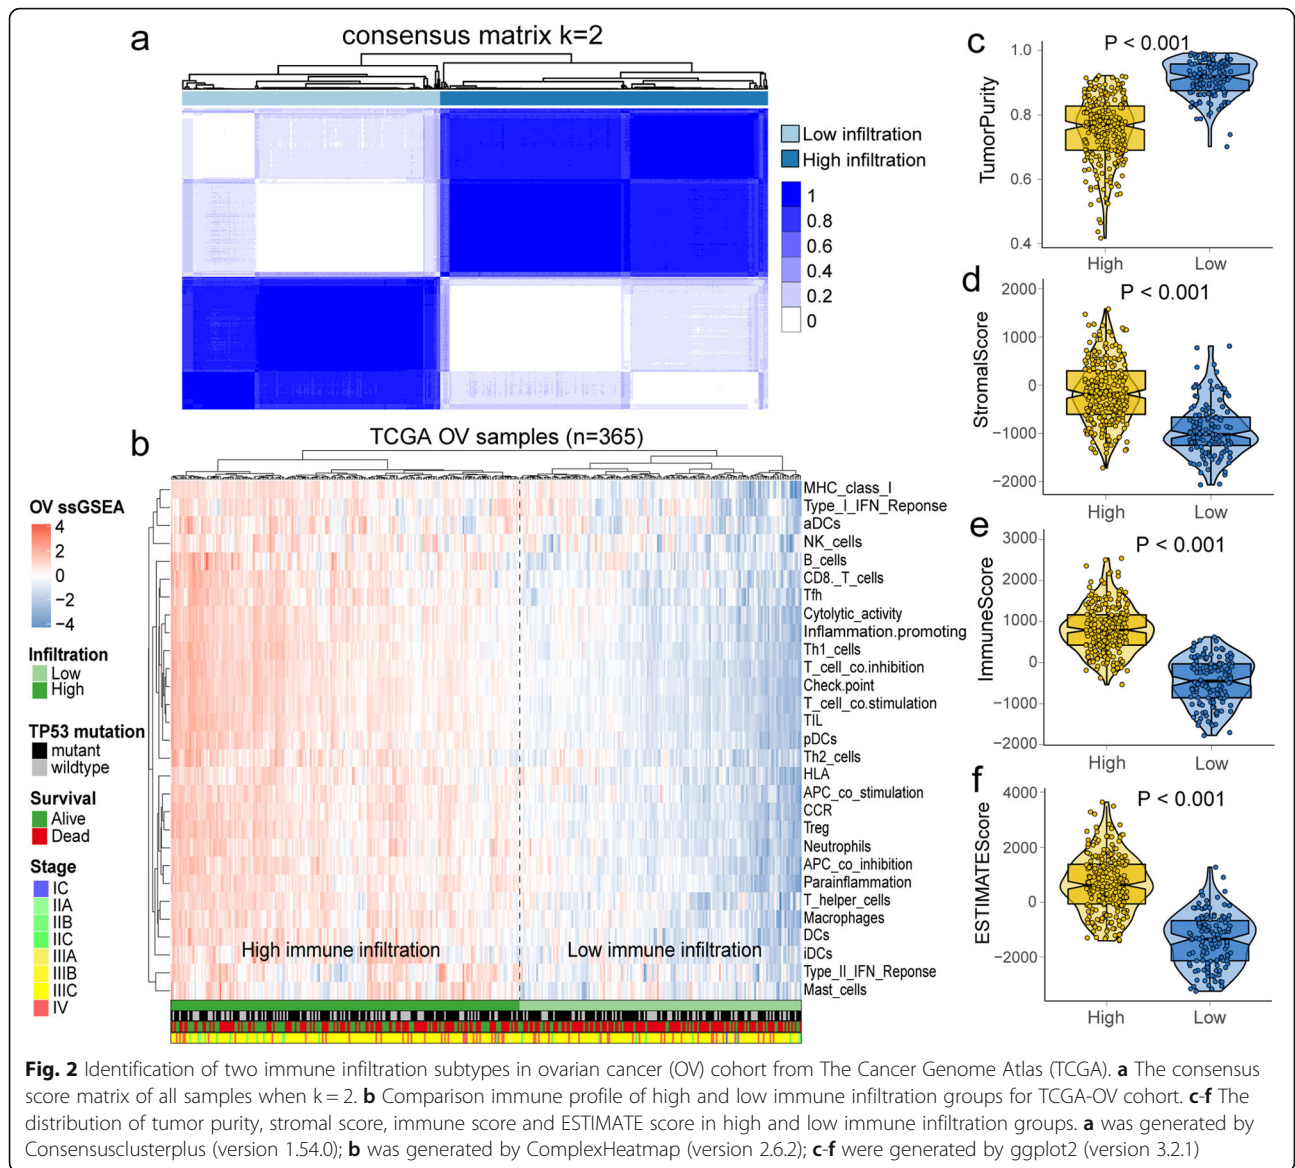 a
consensus matrix k=2
Low infiltration
High infiltration
1
0.8
0.6
0.4
0.2
0
b
TCGA OV samples (n=365)
OV ssGSEA
4
2
0
−2
−4
Infiltration
Low
High
TP53 mutation
mutant
wildtype
Survival
Alive
Dead
Stage
IC
IIA
IIB
IIC
IIIA
IIIB
IIIC
IV
MHC_class_I
Type_I_IFN_Reponse
aDCs
NK_cells
B_cells
CD8._T_cells
Tfh
Cytolytic_activity
Inflammation.promoting
Th1_cells
T_cell_co.inhibition
Check.point
T_cell_co.stimulation
TIL
pDCs
Th2_cells
HLA
APC_co_stimulation
CCR
Treg
Neutrophils
APC_co_inhibition
Parainflammation
T_helper_cells
Macrophages
DCs
iDCs
Type_II_IFN_Reponse
Mast_cells
High immune infiltration
Low immune infiltration
c
P < 0.001
TumorPurity
1.0
0.8
0.6
0.4
High
Low
d
P < 0.001
StromalScore
2000
1000
0
−1000
−2000
High
Low
e
P < 0.001
ImmuneScore
3000
2000
1000
0
−1000
−2000
High
Low
f
P < 0.001
ESTIMATEScore
4000
2000
0
−2000
High
Low
Fig. 2 Identification of two immune infiltration subtypes in ovarian cancer (OV) cohort from The Cancer Genome Atlas (TCGA). a The consensus
score matrix of all samples when k = 2. b Comparison immune profile of high and low immune infiltration groups for TCGA-OV cohort. c-f The
distribution of tumor purity, stromal score, immune score and ESTIMATE score in high and low immune infiltration groups. a was generated by
Consensusclusterplus (version 1.54.0); b was generated by ComplexHeatmap (version 2.6.2); c-f were generated by ggplot2 (version 3.2.1)